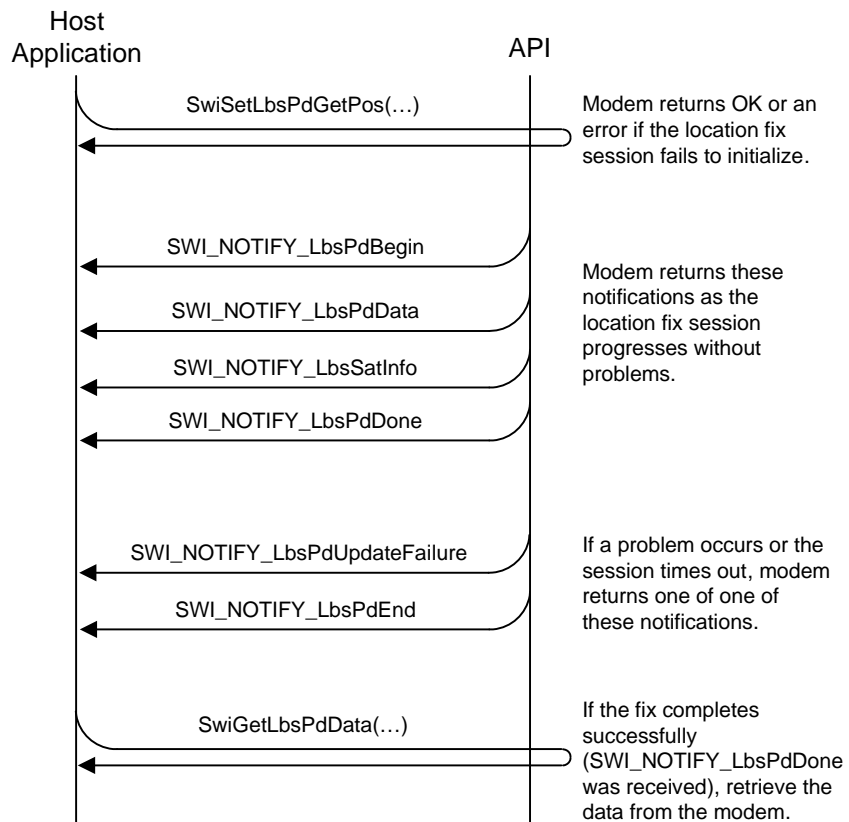 Host
Application
API
SwiSetLbsPdGetPos(…)
Modem returns OK or an
error if the location fix
session fails to initialize.
SWI_NOTIFY_LbsPdBegin
SWI_NOTIFY_LbsPdData
SWI_NOTIFY_LbsSatInfo
SWI_NOTIFY_LbsPdDone
Modem returns these
notifications as the
location fix session
progresses without
problems.
SWI_NOTIFY_LbsPdUpdateFailure
SWI_NOTIFY_LbsPdEnd
If a problem occurs or the
session times out, modem
returns one of one of
these notifications.
SwiGetLbsPdData(…)
If the fix completes
successfully
(SWI_NOTIFY_LbsPdDone
was received), retrieve the
data from the modem.